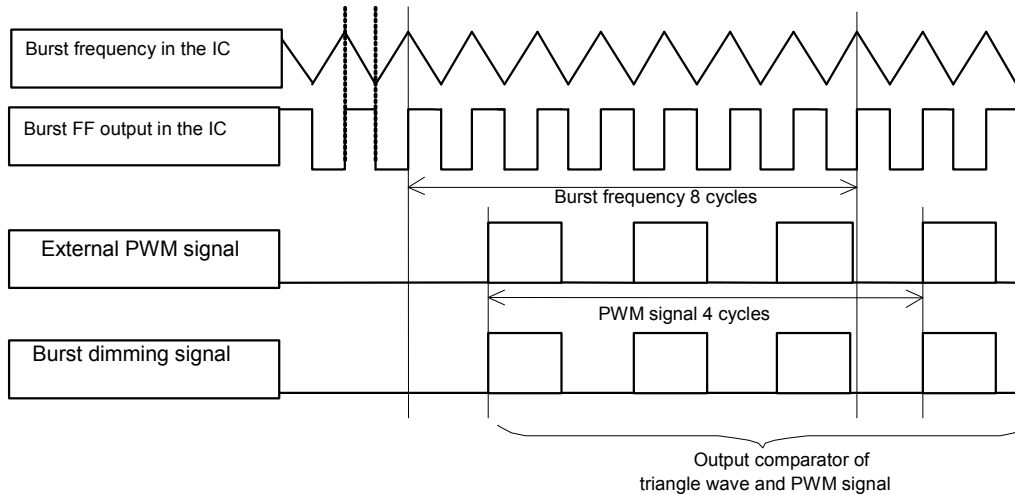 Burst frequency in the IC
Burst FF output in the IC
Burst frequency 8 cycles
External PWM signal
PWM signal 4 cycles
Burst dimming signal
Output comparator of
triangle wave and PWM signal